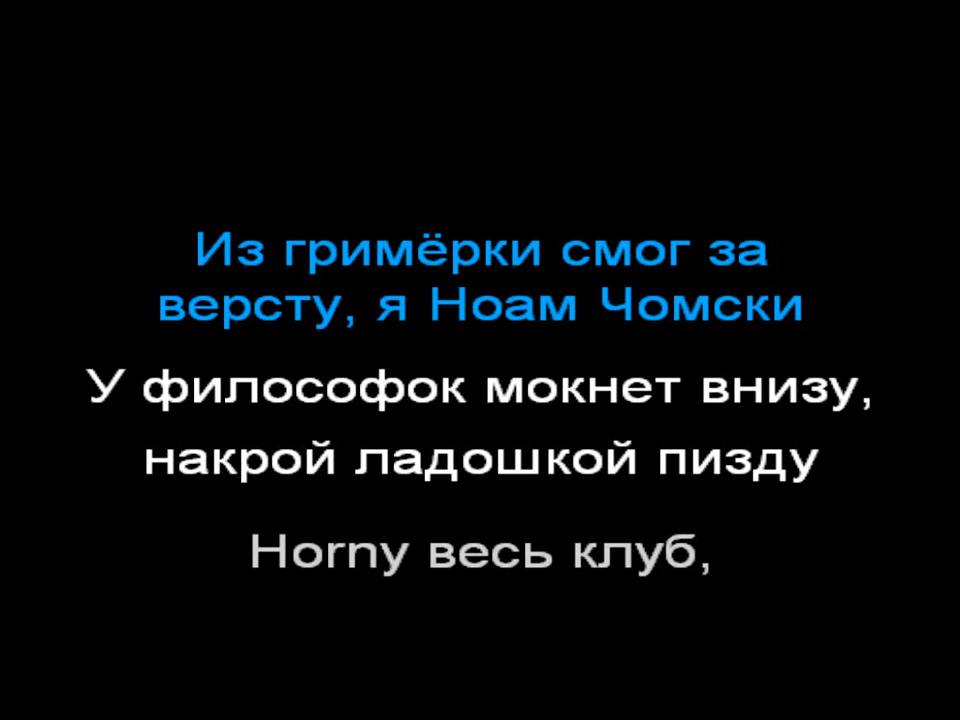 Из гримёрки смог за
версту, я Ноам Чомски
У философок мокнет внизу,
накрой ладошкой пизду
Horny весь клуб,